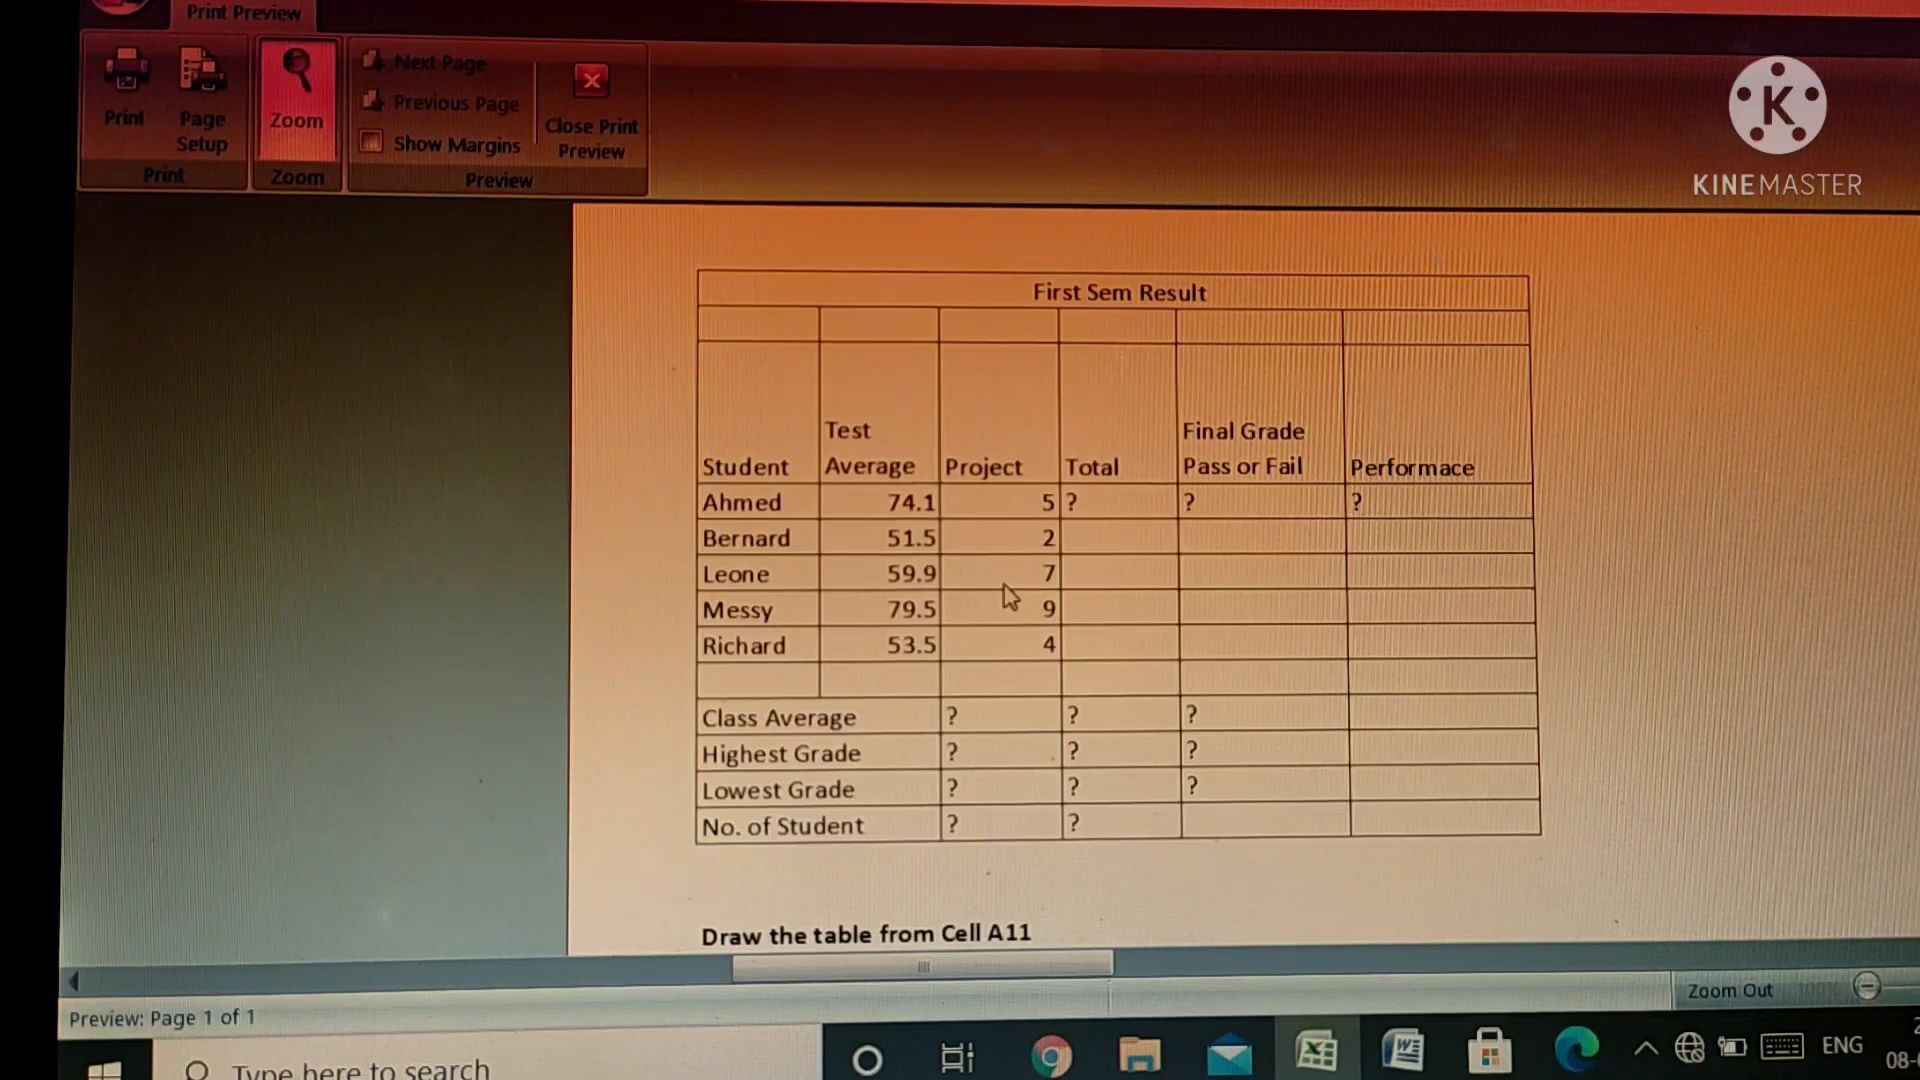 Print Preview
Print
Page Setup
Zoom
Next Page
Previous Page
Show Margins
Close Print Preview
Print
Zoom
Preview
KINEMASTER
First Sem Result
Student Test Average Project Total Final Grade Pass or Fail Performace
Ahmed 74.1 5 ? ? ?
Bernard 51.5 2
Leone 59.9 7
Messy 79.5 9
Richard 53.5 4
Class Average ? ? ?
Highest Grade ? ? ?
Lowest Grade ? ? ?
No. of Student ? ?
Draw the table from Cell A11
Zoom Out 100%
Preview: Page 1 of 1
Type here to search
ENG